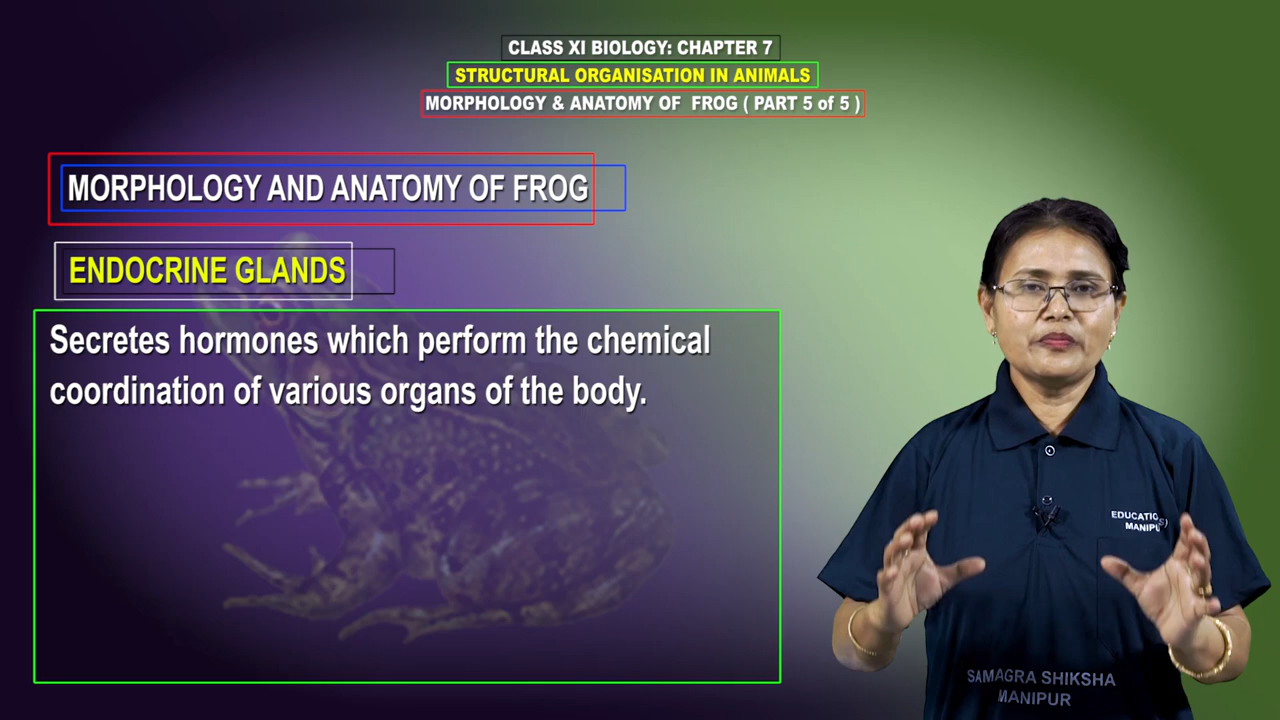 CLASS XI BIOLOGY: CHAPTER 7
STRUCTURAL ORGANISATION IN ANIMALS
MORPHOLOGY & ANATOMY OF FROG ( PART 5 of 5 )
MORPHOLOGY AND ANATOMY OF FROG
ENDOCRINE GLANDS
Secretes hormones which perform the chemical
coordination of various organs of the body.
MANIPUR
SAMAGRA SHIKSHA
MANIPUR